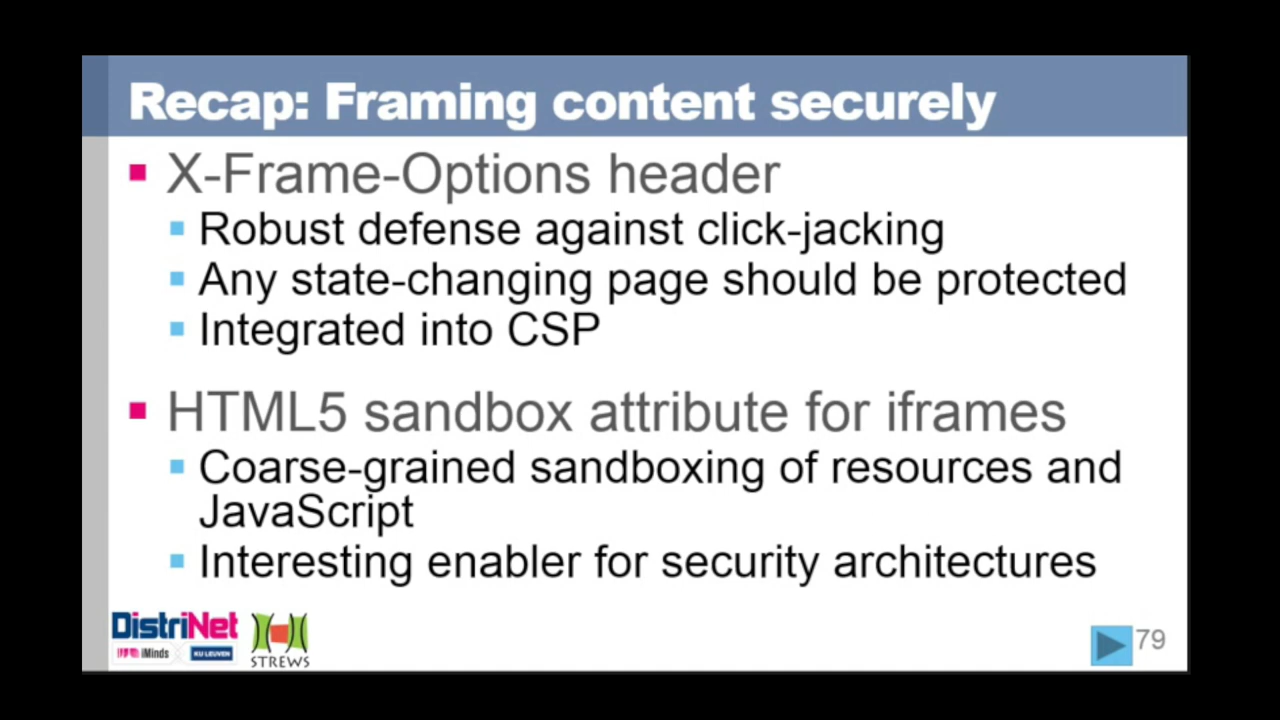 Recap: Framing content securely
X-Frame-Options header
Robust defense against click-jacking
Any state-changing page should be protected
Integrated into CSP
HTML5 sandbox attribute for iframes
Coarse-grained sandboxing of resources and
JavaScript
Interesting enabler for security architectures
DistriNet
iMinds
KU LEUVEN
STREWS
79